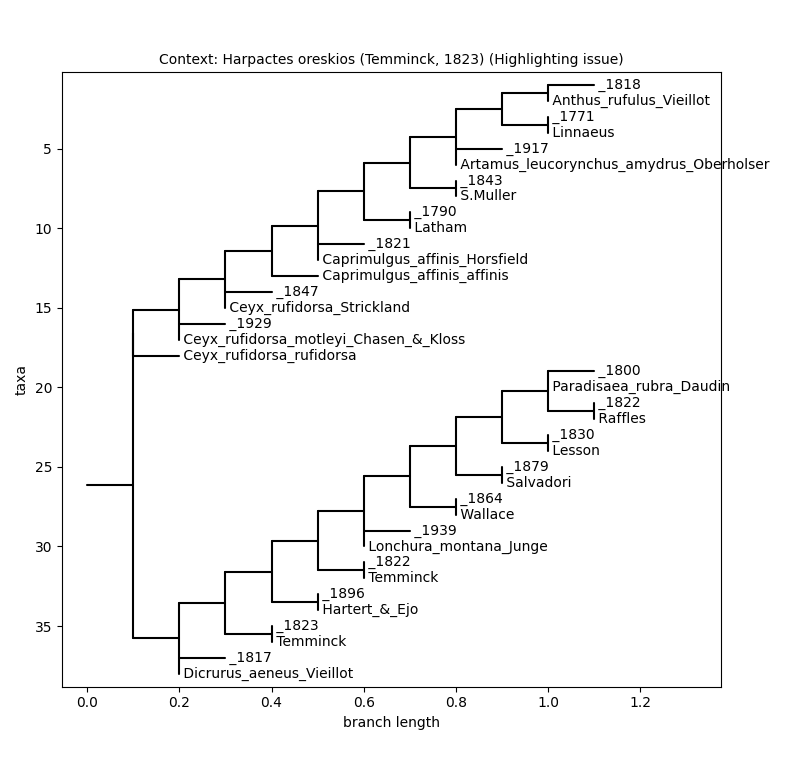 Context: Harpactes oreskios (Temminck, 1823) (Highlighting issue)
_1818
Anthus_rufulus_Vieillot
_1771
Linnaeus
5
_1917
Artamus_leucorynchus_amydrus_Oberholser
_1843
S.Muller
_1790
Latham
10
_1821
Caprimulgus_affinis_Horsfield
Caprimulgus_affinis_affinis
_1847
15
Ceyx_rufidorsa_Strickland
_1929
Ceyx_rufidorsa_motleyi_Chasen_&_Kloss
Ceyx_rufidorsa_rufidorsa
_1800
20
Paradisaea_rubra_Daudin
_1822
Raffles
_1830
Lesson
25
_1879
Salvadori
_1864
Wallace
_1939
30
Lonchura_montana_Junge
_1822
Temminck
_1896
Hartert_&_Ejo
35
_1823
Temminck
_1817
Dicrurus_aeneus_Vieillot
taxa
0.0 0.2 0.4 0.6 0.8 1.0 1.2
branch length